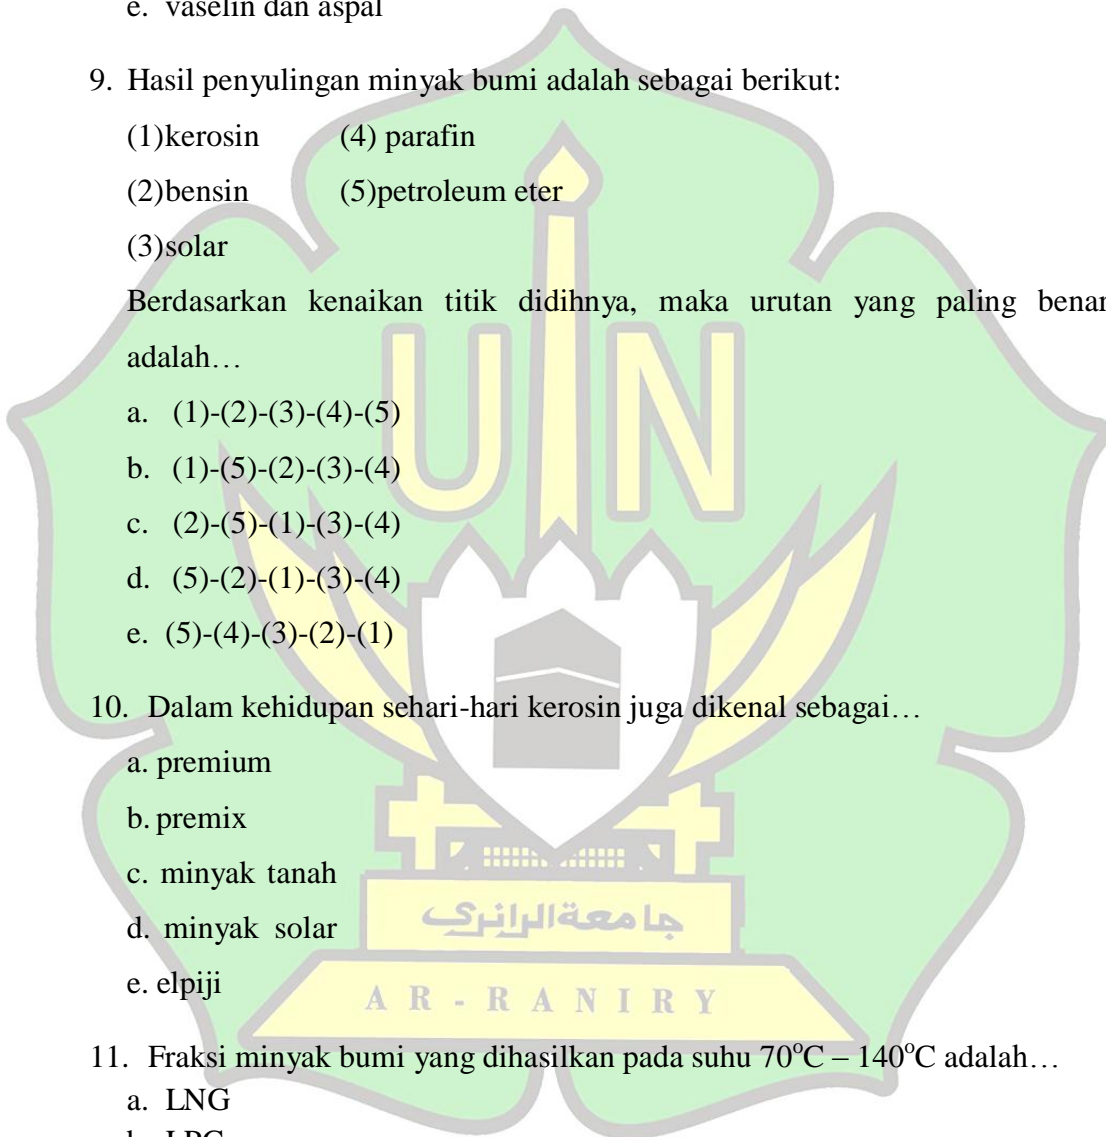 e. vaselin dan aspal
9. Hasil penyulingan minyak bumi adalah sebagai berikut:
(1)kerosin (4) parafin
(2)bensin (5)petroleum eter
(3)solar
Berdasarkan kenaikan titik didihnya, maka urutan yang paling benar
adalah…
a. (1)-(2)-(3)-(4)-(5)
b. (1)-(5)-(2)-(3)-(4)
c. (2)-(5)-(1)-(3)-(4)
d. (5)-(2)-(1)-(3)-(4)
e. (5)-(4)-(3)-(2)-(1)
10. Dalam kehidupan sehari-hari kerosin juga dikenal sebagai…
a. premium
b. premix
c. minyak tanah
d. minyak solar
e. elpiji
UIN
جامعة الرانري
AR-RANIRY
11. Fraksi minyak bumi yang dihasilkan pada suhu 70°C – 140°C adalah…
a. LNG
b. LPG